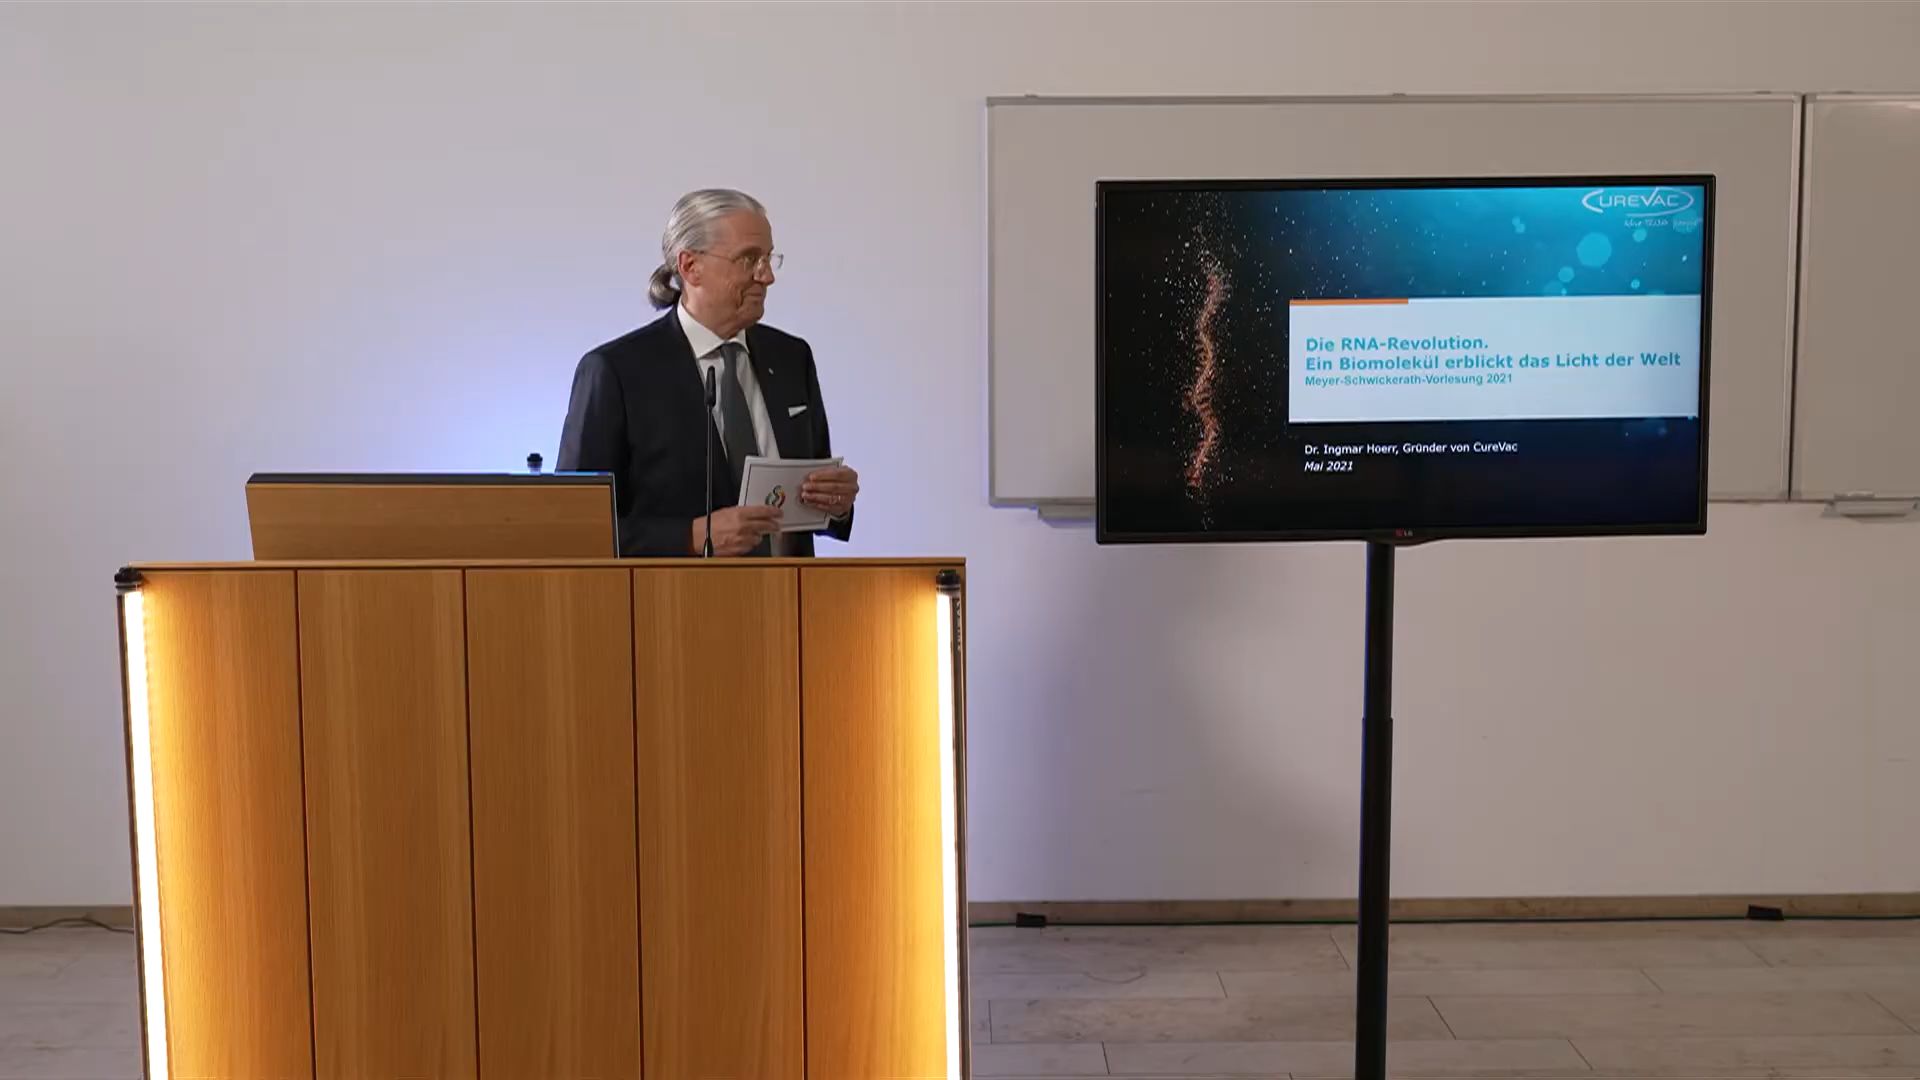 CUREVAC
Die RNA-Revolution.
Ein Biomolekül erblickt das Licht der Welt
Meyer-Schwickerath-Vorlesung 2021
Dr. Ingmar Hoerr, Gründer von CureVac
Mai 2021
LG